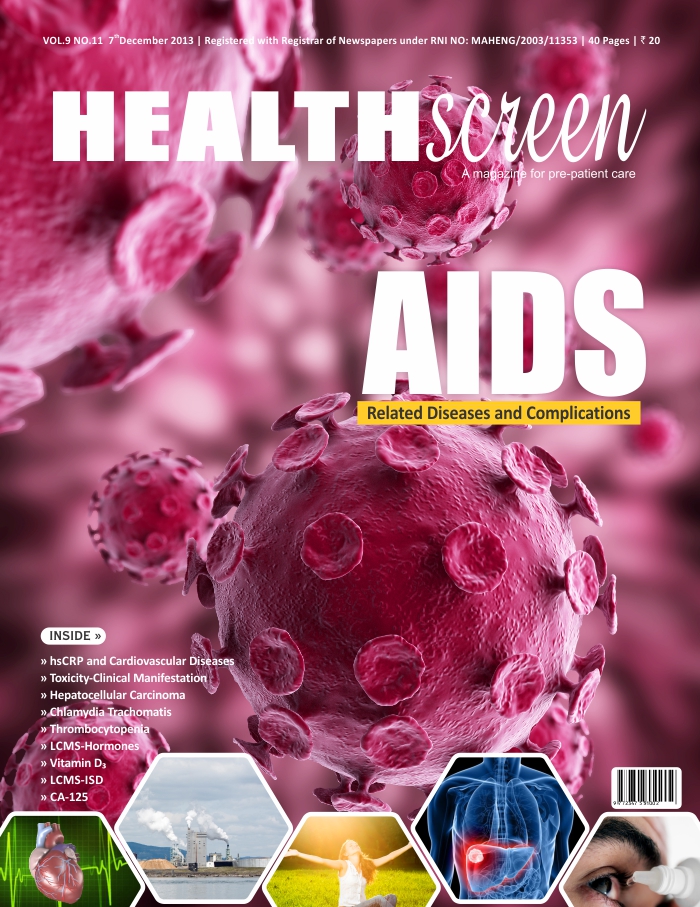 VOL.9 NO.11 7th December 2013 | Registered with Registrar of Newspapers under RNI NO: MAHENG/2003/11353 | 40 Pages | ₹ 20
HEALTHscreen
A magazine for pre-patient care
AIDS
Related Diseases and Complications
INSIDE »
» hsCRP and Cardiovascular Diseases
» Toxicity-Clinical Manifestation
» Hepatocellular Carcinoma
» Chlamydia Trachomatis
» Thrombocytopenia
» LCMS-Hormones
» Vitamin D₃
» LCMS-ISD
» CA-125